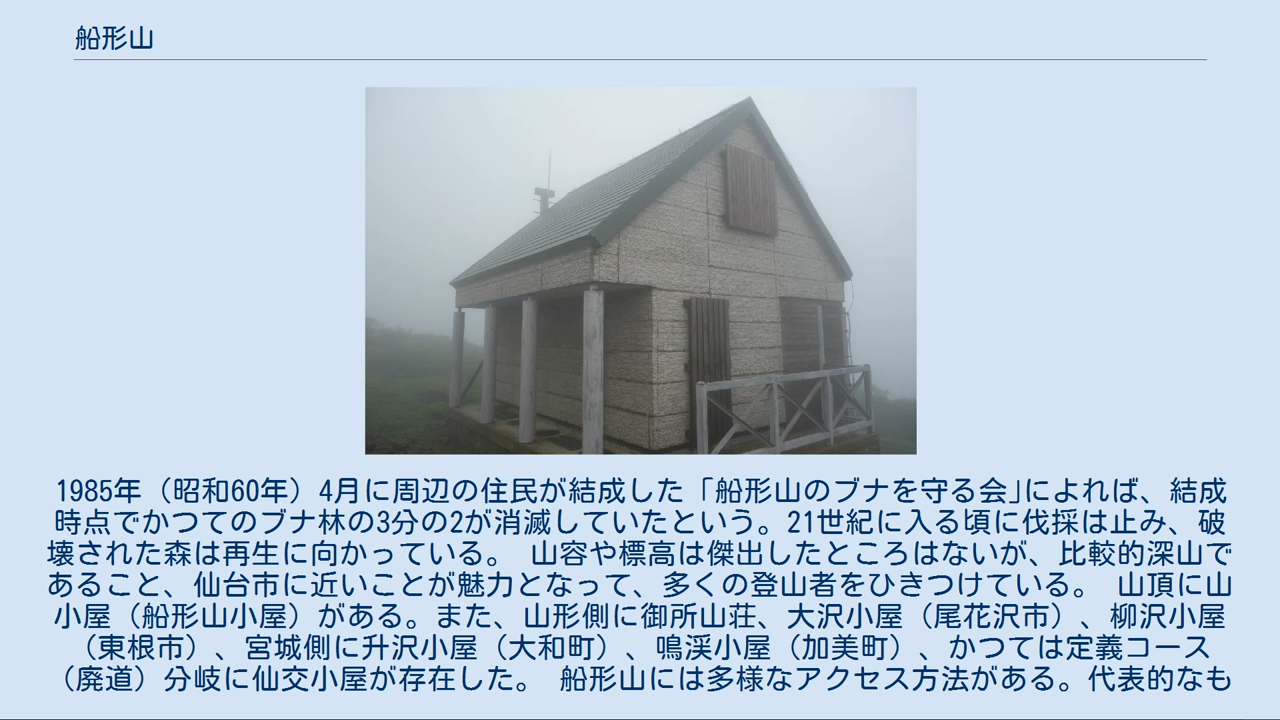 船形山
1985年（昭和60年）4月に周辺の住民が結成した「船形山のブナを守る会」によれば、結成
時点でかつてのブナ林の3分の2が消滅していたという。21世紀に入る頃に伐採は止み、破
壊された森は再生に向かっている。 山容や標高は傑出したところはないが、比較的深山で
あること、仙台市に近いことが魅力となって、多くの登山者をひきつけている。 山頂に山
小屋（船形山小屋）がある。また、山形側に御所山荘、大沢小屋（尾花沢市）、柳沢小屋
（東根市）、宮城側に升沢小屋（大和町）、鳴渓小屋（加美町）、かつては定義コース
（廃道）分岐に仙交小屋が存在した。 船形山には多様なアクセス方法がある。代表的なも